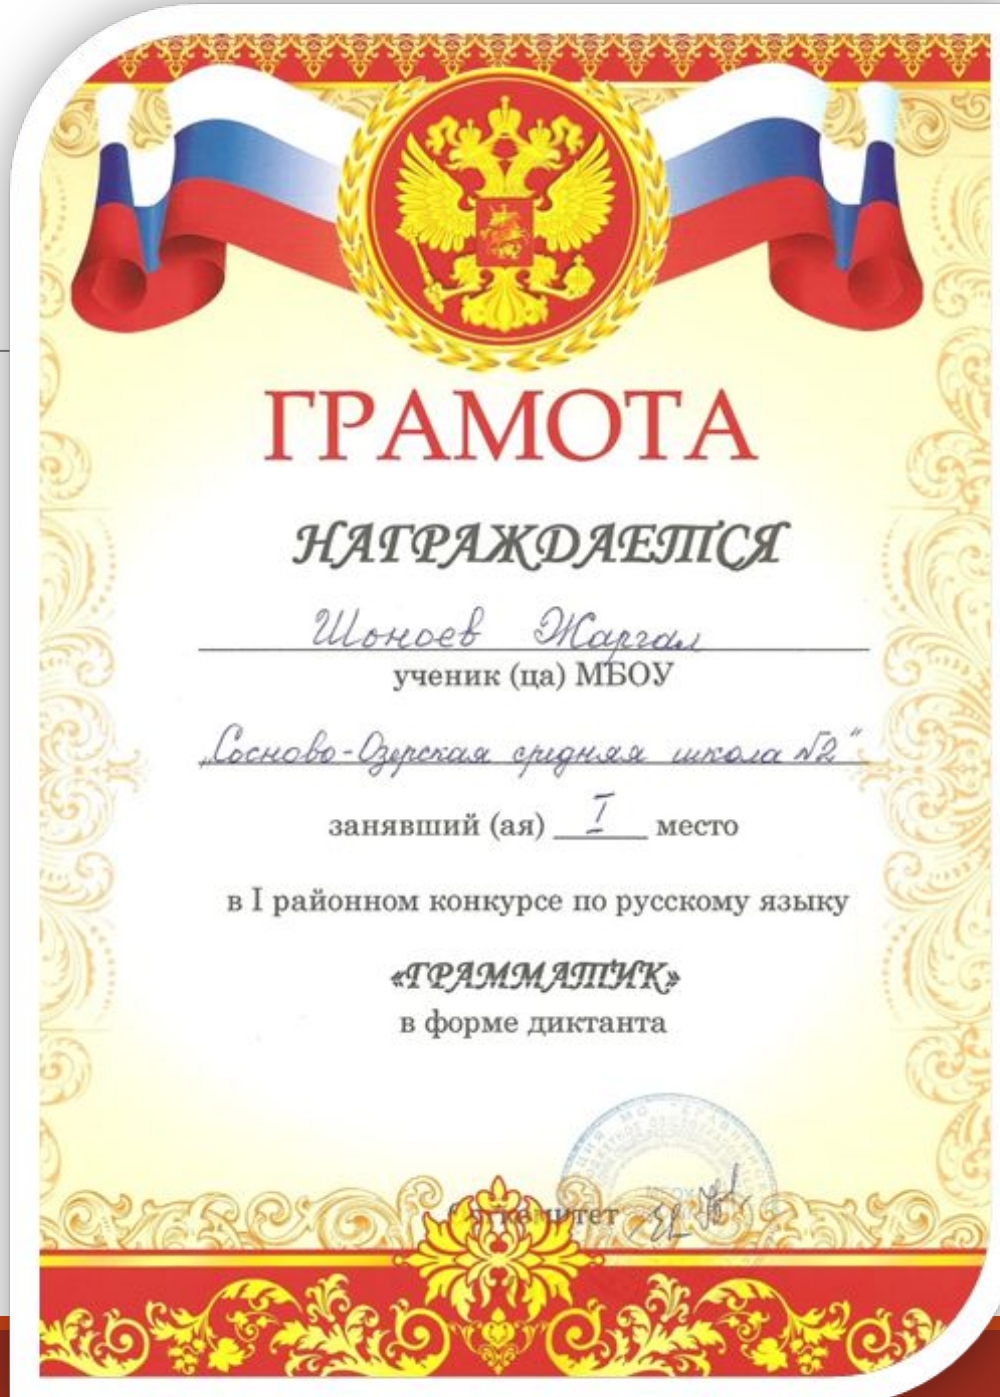 ГРАМОТА
НАГРАЖДАЕТСЯ
Шоноев Жаргал
ученик (ца) МБОУ
„Сосново-Озерская средняя школа №2"
занявший (ая) I место
в I районном конкурсе по русскому языку
«ГРАММАТИК»
в форме диктанта
Оргкомитет